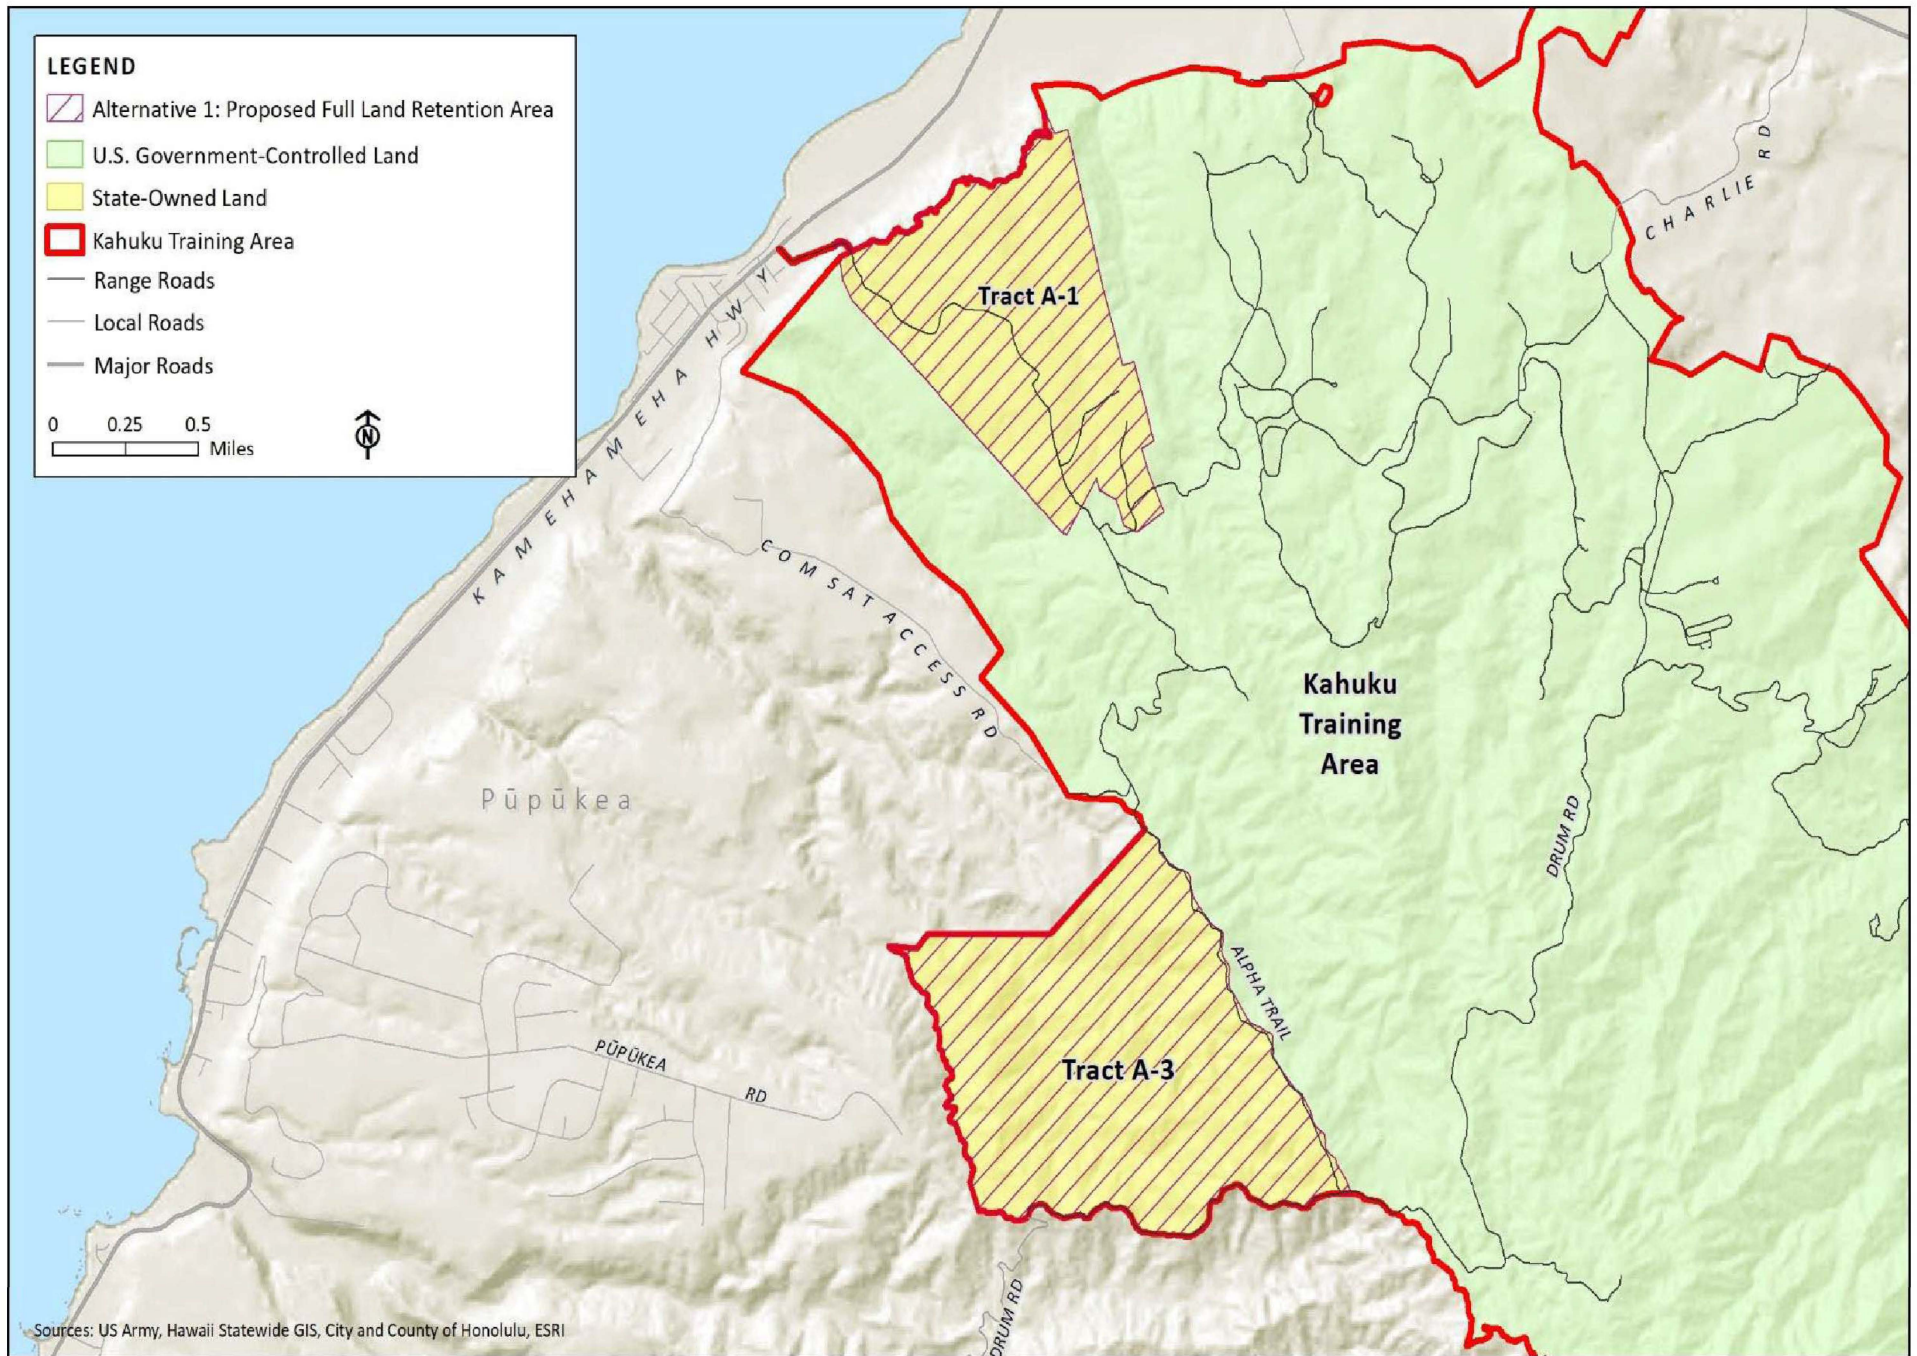 LEGEND
Alternative 1: Proposed Full Land Retention Area
U.S. Government-Controlled Land
State-Owned Land
Kahuku Training Area
Range Roads
Local Roads
Major Roads
0 0.25 0.5
Miles
N
CHARLIE RD
Tract A-1
KAMEHAMEHA HWY
COMSAT ACCESS RD
Kahuku
Training
Area
Pūpūkea
DRUM RD
ALPHA TRAIL
PŪPŪKEA RD
Tract A-3
DRUM RD
Sources: US Army, Hawaii Statewide GIS, City and County of Honolulu, ESRI